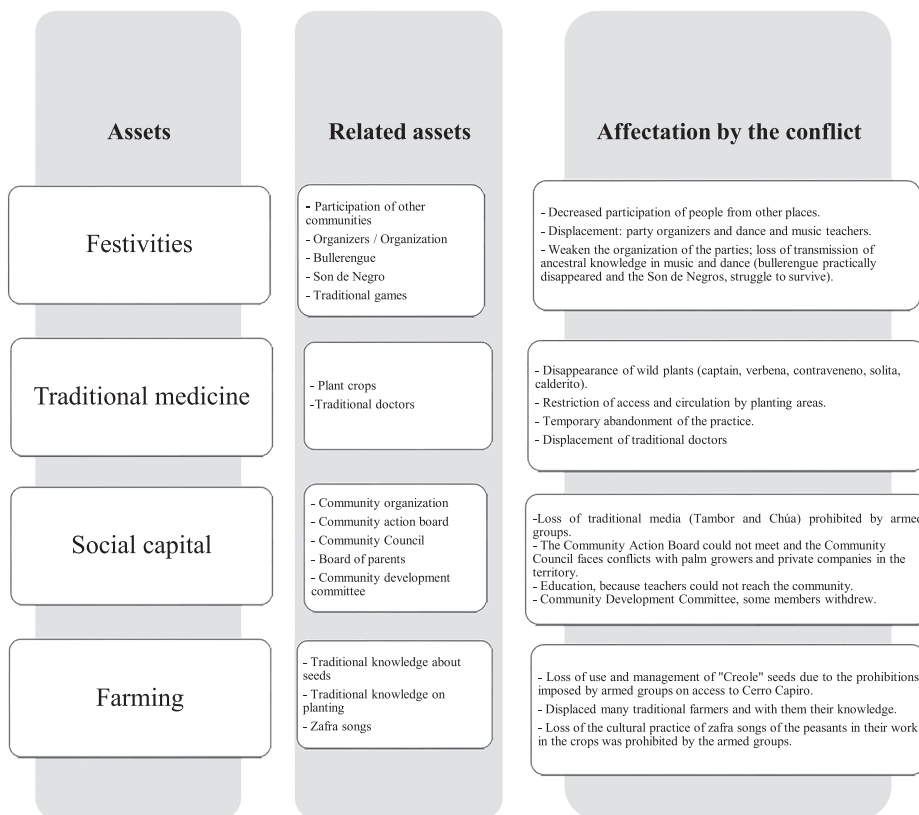 Assets
Related assets
Affectation by the conflict
Festivities
- Participation of other
communities
- Organizers / Organization
- Bullerengue
- Son de Negro
- Traditional games
- Decreased participation of people from other places.
- Displacement: party organizers and dance and music teachers.
- Weaken the organization of the parties; loss of transmission of
ancestral knowledge in music and dance (bullerengue practically
disappeared and the Son de Negros, struggle to survive).
Traditional medicine
- Plant crops
-Traditional doctors
- Disappearance of wild plants (captain, verbena, contraveneno, solita,
calderito).
- Restriction of access and circulation by planting areas.
- Temporary abandonment of the practice.
- Displacement of traditional doctors
Social capital
- Community organization
- Community action board
- Community Council
- Board of parents
- Community development
committee
-Loss of traditional media (Tambor and Chúa) prohibited by armed
groups.
- The Community Action Board could not meet and the Community
Council faces conflicts with palm growers and private companies in the
territory.
- Education, because teachers could not reach the community.
- Community Development Committee, some members withdrew.
Farming
- Traditional knowledge about
seeds
- Traditional knowledge on
planting
- Zafra songs
- Loss of use and management of "Creole" seeds due to the prohibitions
imposed by armed groups on access to Cerro Capiro.
- Displaced many traditional farmers and with them their knowledge.
- Loss of the cultural practice of zafra songs of the peasants in their work
in the crops was prohibited by the armed groups.